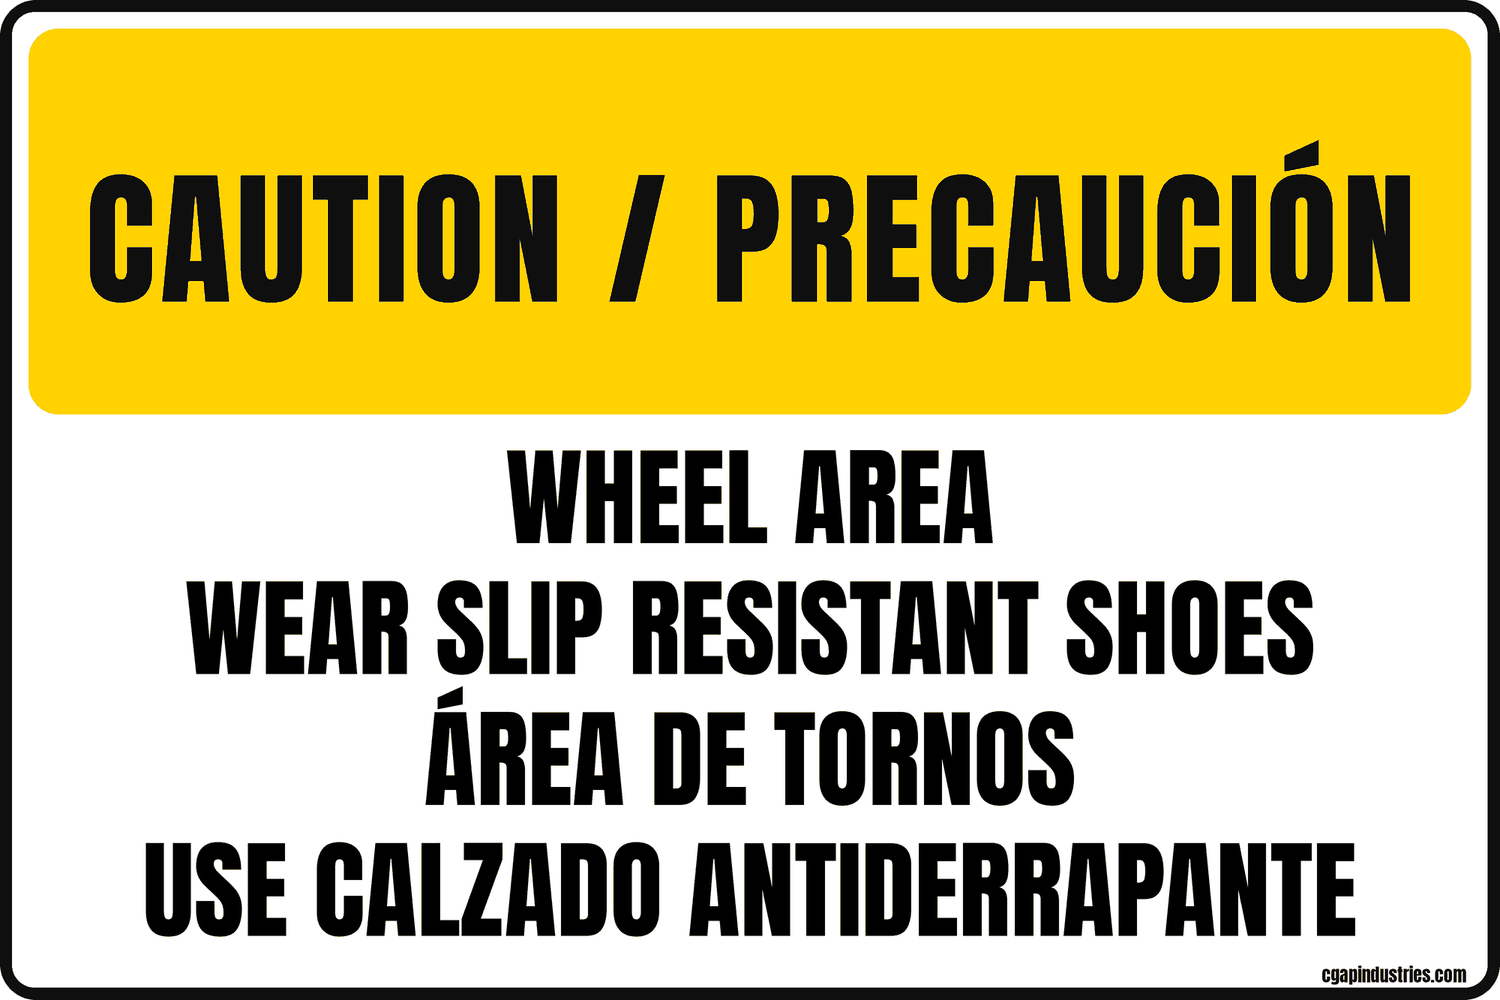 CAUTION / PRECAUCIÓN
WHEEL AREA
WEAR SLIP RESISTANT SHOES
ÁREA DE TORNOS
USE CALZADO ANTIDERRAPANTE
cgapindustries.com